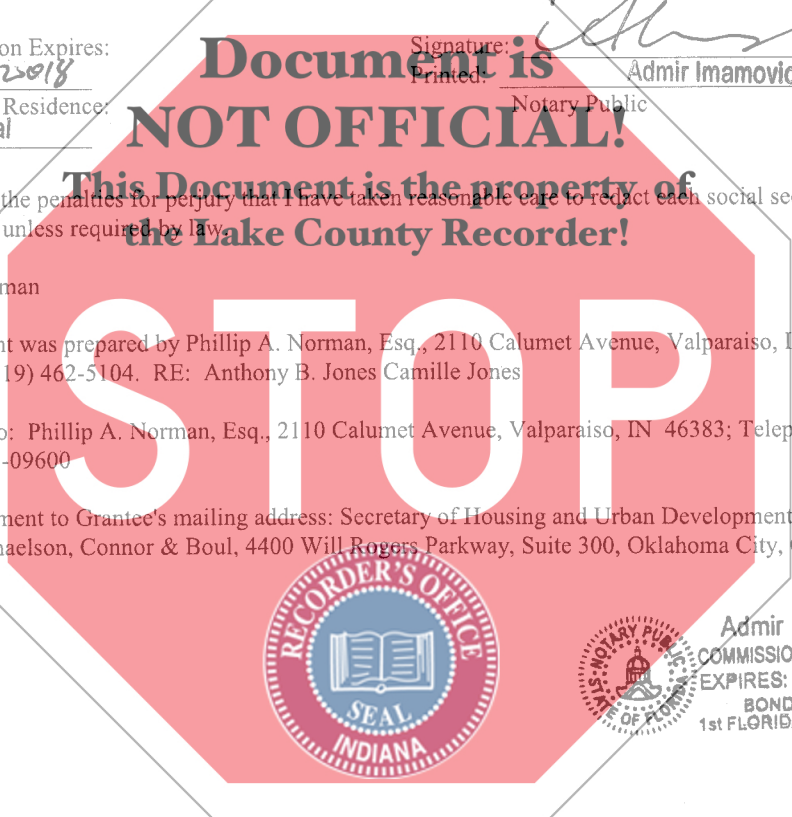 on Expires:
2018
Signature:
Printed: Admir Imamovic
Residence:
al
Notary Public
Document is
NOT OFFICIAL!
This Document is the property of
the Lake County Recorder!
the penalties for perjury that I have taken reasonable care to redact each social se
unless required by law.
man
nt was prepared by Phillip A. Norman, Esq., 2110 Calumet Avenue, Valparaiso, I
19) 462-5104. RE: Anthony B. Jones Camille Jones
o: Phillip A. Norman, Esq., 2110 Calumet Avenue, Valparaiso, IN 46383; Telep
-09600
ment to Grantee's mailing address: Secretary of Housing and Urban Development
haelson, Connor & Boul, 4400 Will Rogers Parkway, Suite 300, Oklahoma City,
STOP
RECORDER'S OFFICE
SEAL
INDIANA
NOTARY PUBLIC
STATE OF FLORIDA
Admir
COMMISSIO
EXPIRES:
BOND
1st FLORID